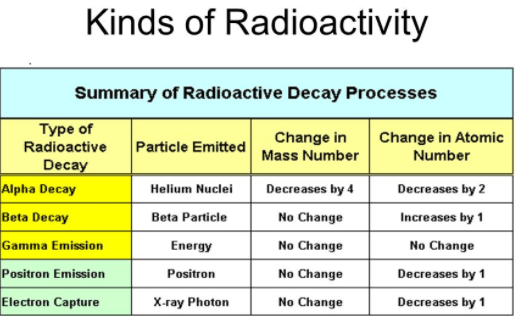 Kinds of Radioactivity
Summary of Radioactive Decay Processes
Type of
Radioactive
Decay
Particle Emitted
Change in
Mass Number
Change in Atomic
Number
Alpha Decay
Helium Nuclei
Decreases by 4
Decreases by 2
Beta Decay
Beta Particle
No Change
Increases by 1
Gamma Emission
Energy
No Change
No Change
Positron Emission
Positron
No Change
Decreases by 1
Electron Capture
X-ray Photon
No Change
Decreases by 1